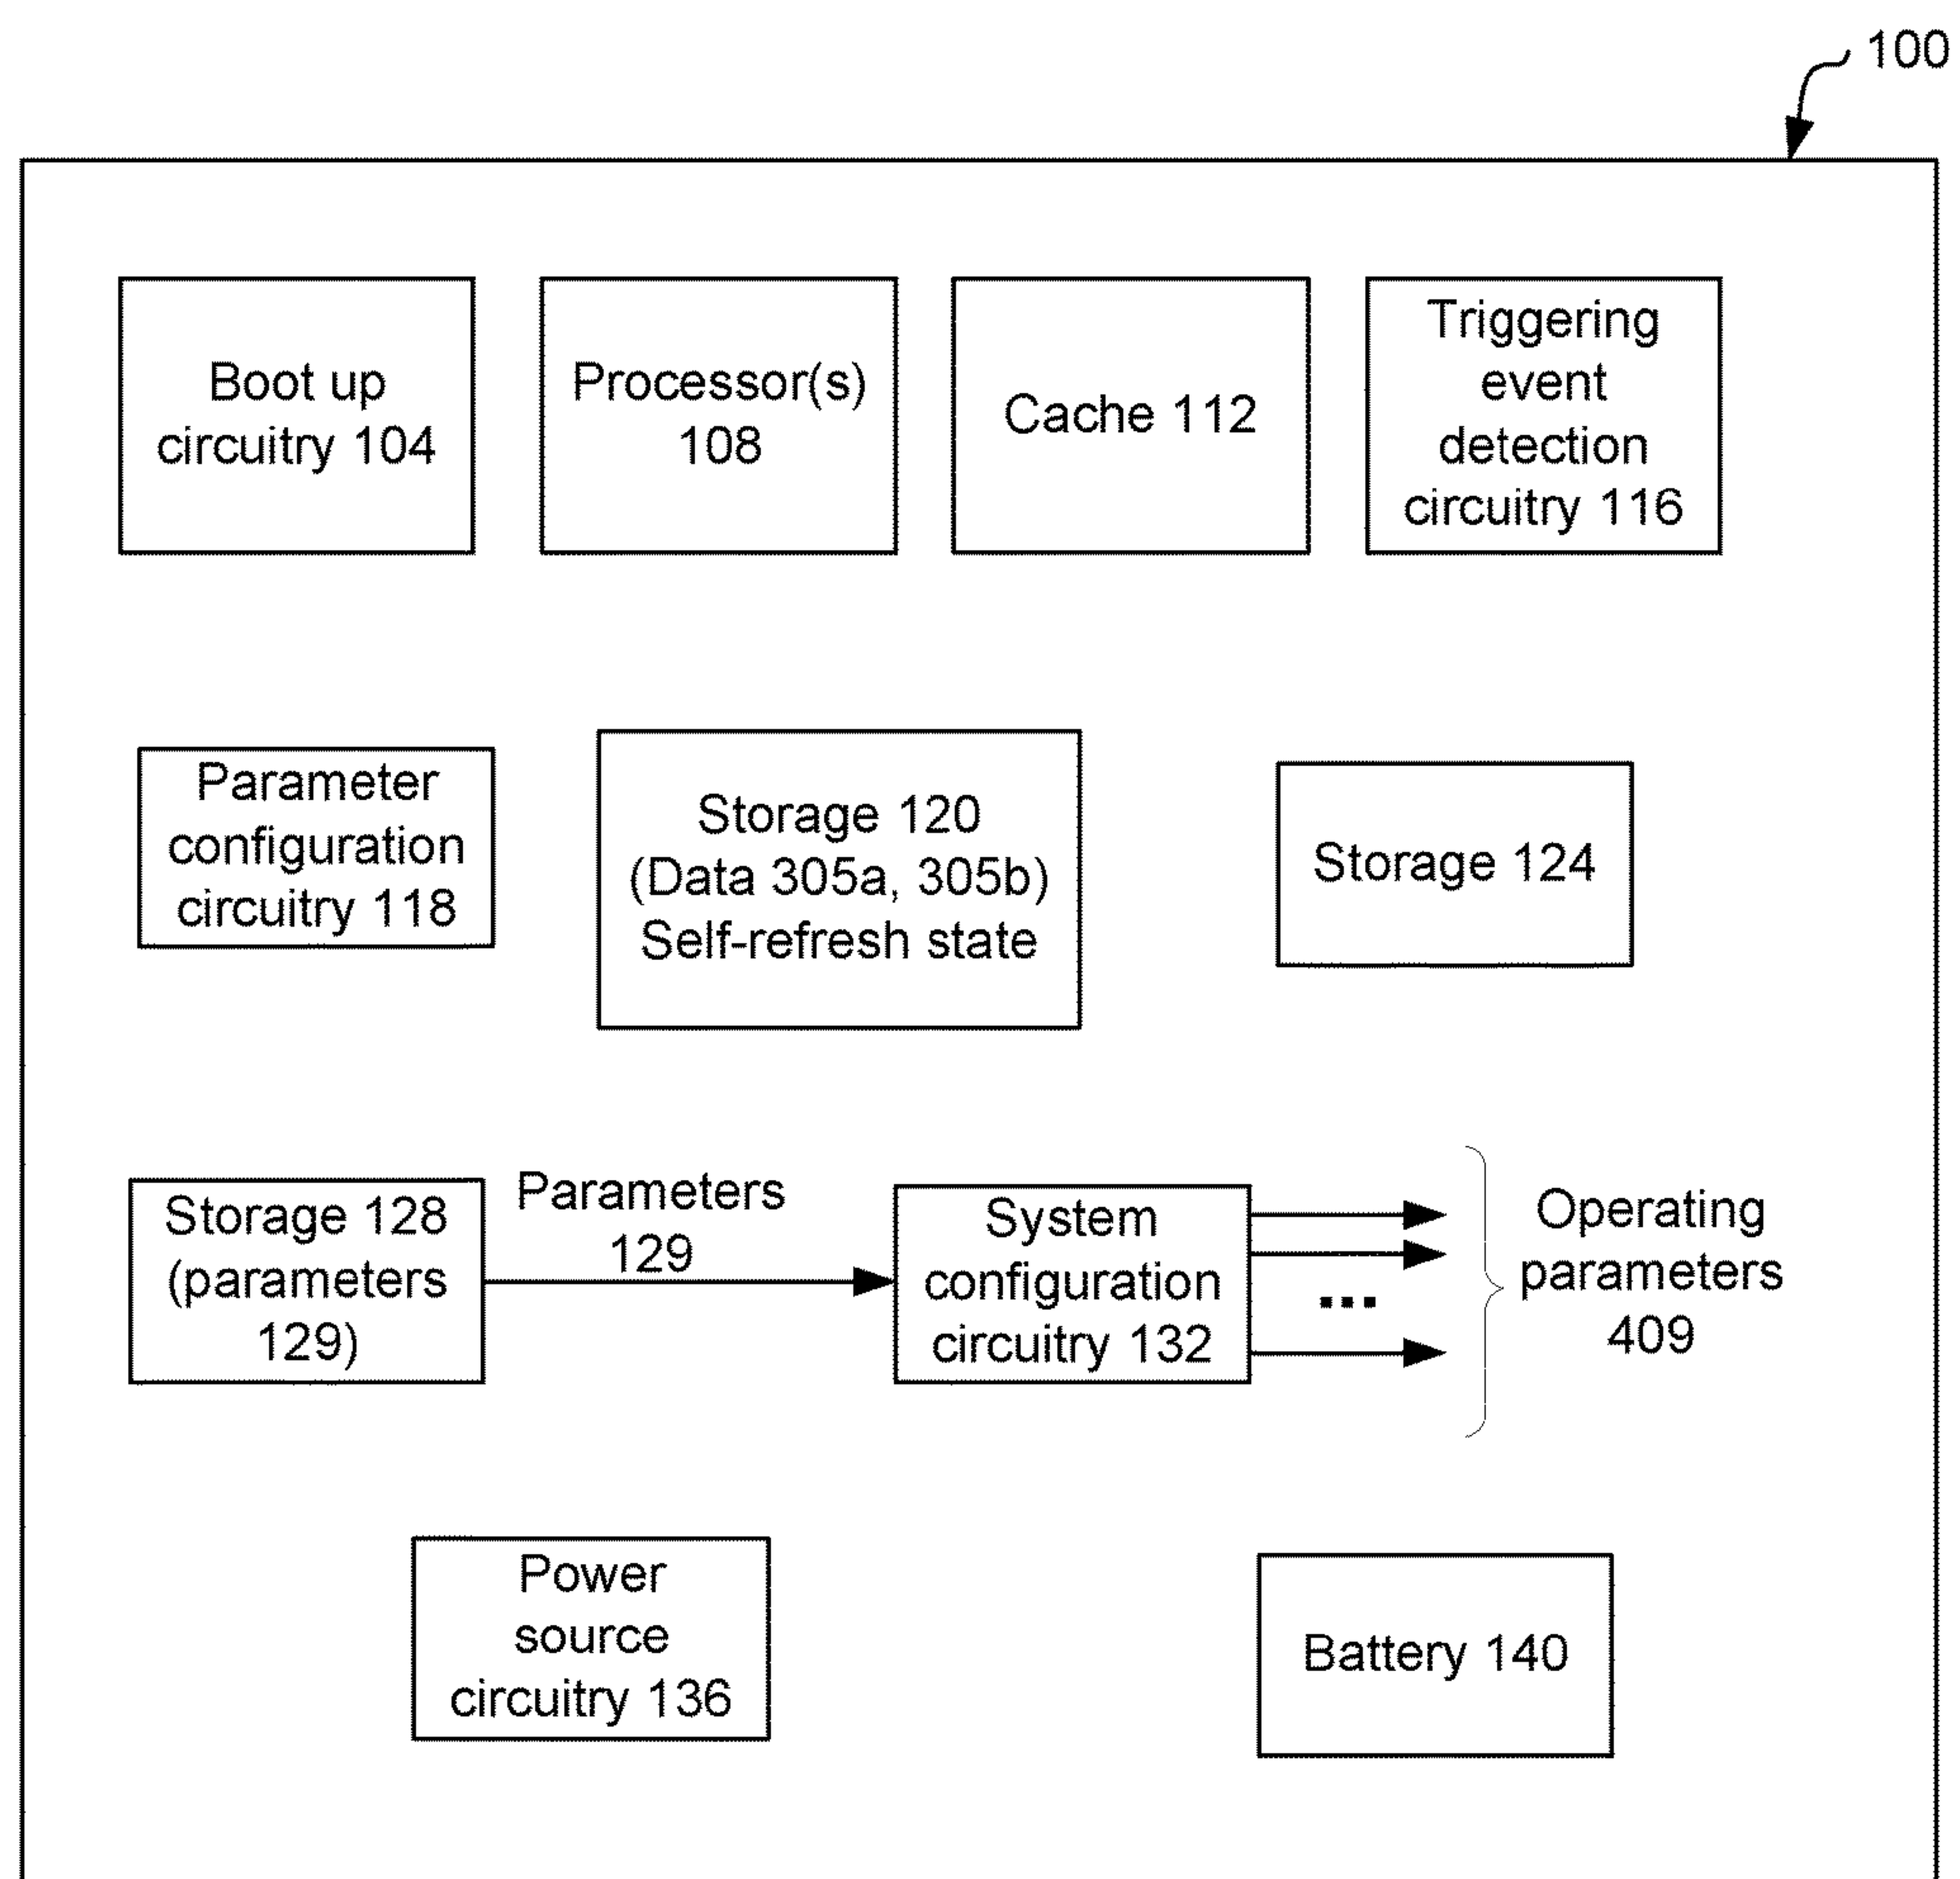 100
Boot up
circuitry 104
Processor(s)
108
Cache 112
Triggering
event
detection
circuitry 116
Parameter
configuration
circuitry 118
Storage 120
(Data 305a, 305b)
Self-refresh state
Storage 124
Storage 128
(parameters
129)
Parameters
129
System
configuration
circuitry 132
...
Operating
parameters
409
Power
source
circuitry 136
Battery 140